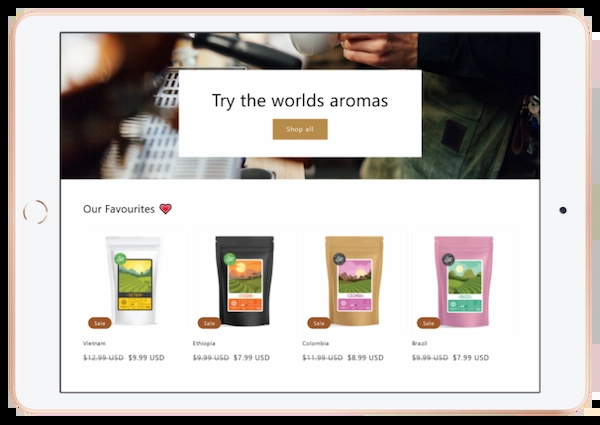 Try the worlds aromas
Shop all
Our Favourites
Sale
Sale
Sale
Sale
Vietnam
Ethiopia
Colombia
Brazil
$12.99 USD $9.99 USD
$9.99 USD $7.99 USD
$11.99 USD $8.99 USD
$9.99 USD $7.99 USD